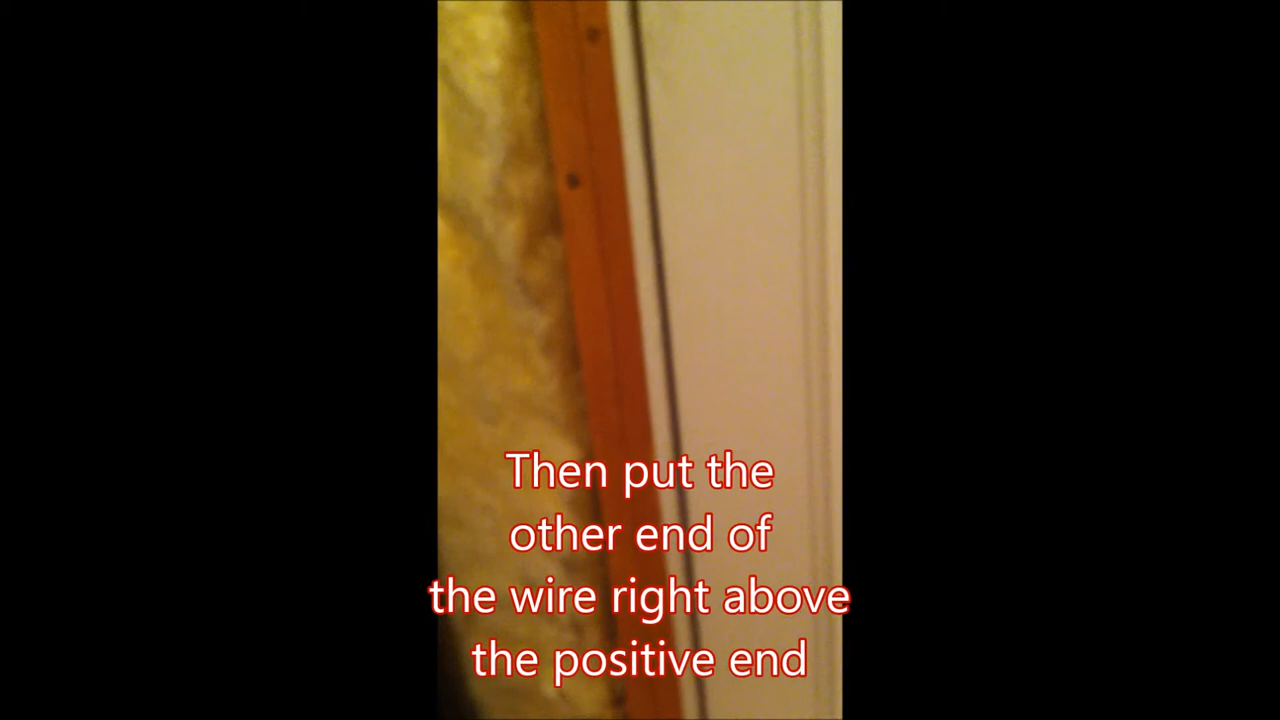 Then put the
other end of
the wire right above
the positive end